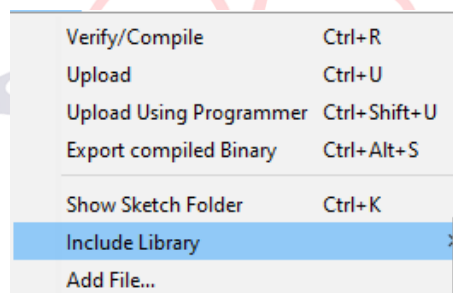 Verify/Compile Ctrl+R
Upload Ctrl+U
Upload Using Programmer Ctrl+Shift+U
Export compiled Binary Ctrl+Alt+S
Show Sketch Folder Ctrl+K
Include Library
Add File...